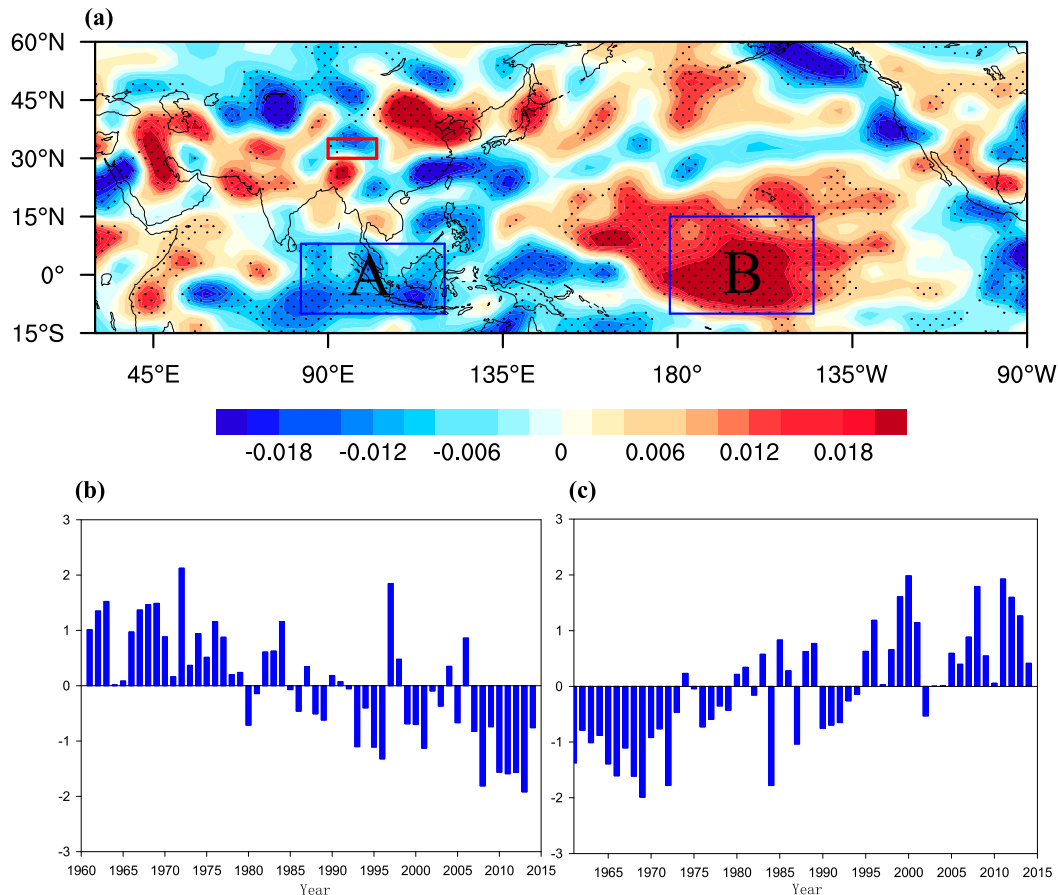 (a)
60°N
45°N
30°N
15°N
0°
15°S
A
B
45°E 90°E 135°E 180° 135°W 90°W
-0.018 -0.012 -0.006 0 0.006 0.012 0.018
(b)
3
2
1
0
-1
-2
-3
1960 1965 1970 1975 1980 1985 1990 1995 2000 2005 2010 2015
Year
(c)
3
2
1
0
-1
-2
-3
1965 1970 1975 1980 1985 1990 1995 2000 2005 2010 2015
Year